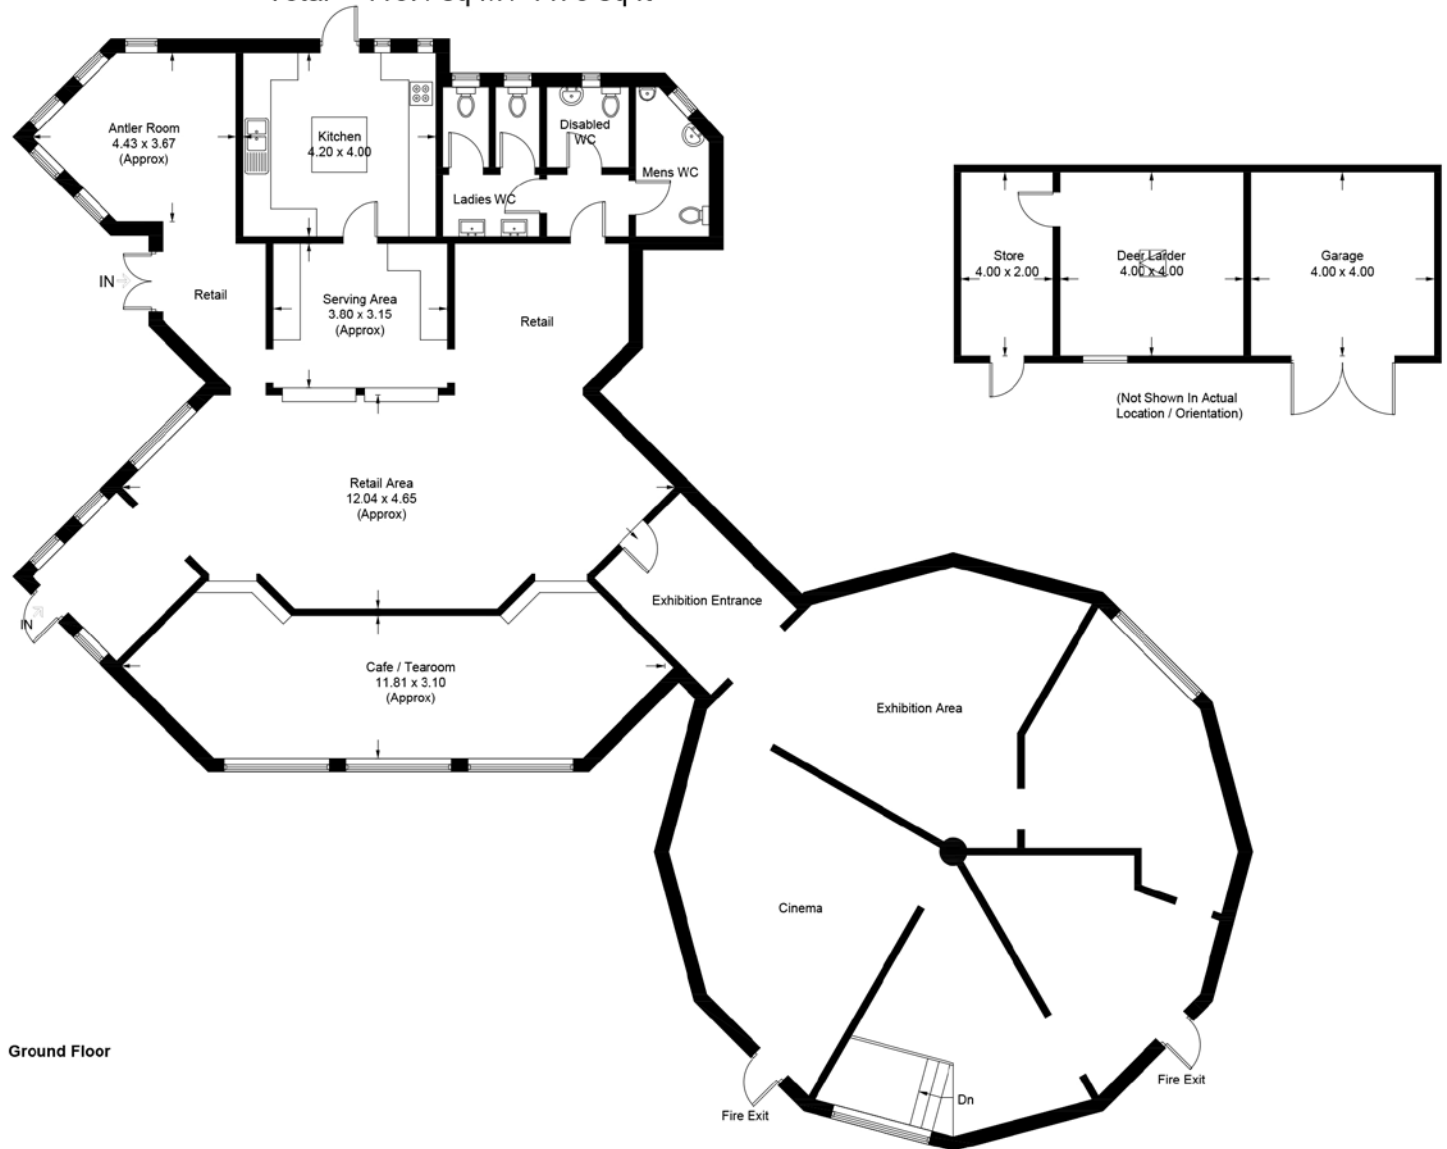 Antler Room
4.43 x 3.67
(Approx)
Kitchen
4.20 x 4.00
Disabled
WC
Mens WC
Ladies WC
IN
Retail
Serving Area
3.80 x 3.15
(Approx)
Retail
Store
4.00 x 2.00
Deer Larder
4.00 x 4.00
Garage
4.00 x 4.00
(Not Shown In Actual
Location / Orientation)
Retail Area
12.04 x 4.65
(Approx)
IN
Exhibition Entrance
Cafe / Tearoom
11.81 x 3.10
(Approx)
Exhibition Area
Cinema
Ground Floor
Fire Exit
Dn
Fire Exit